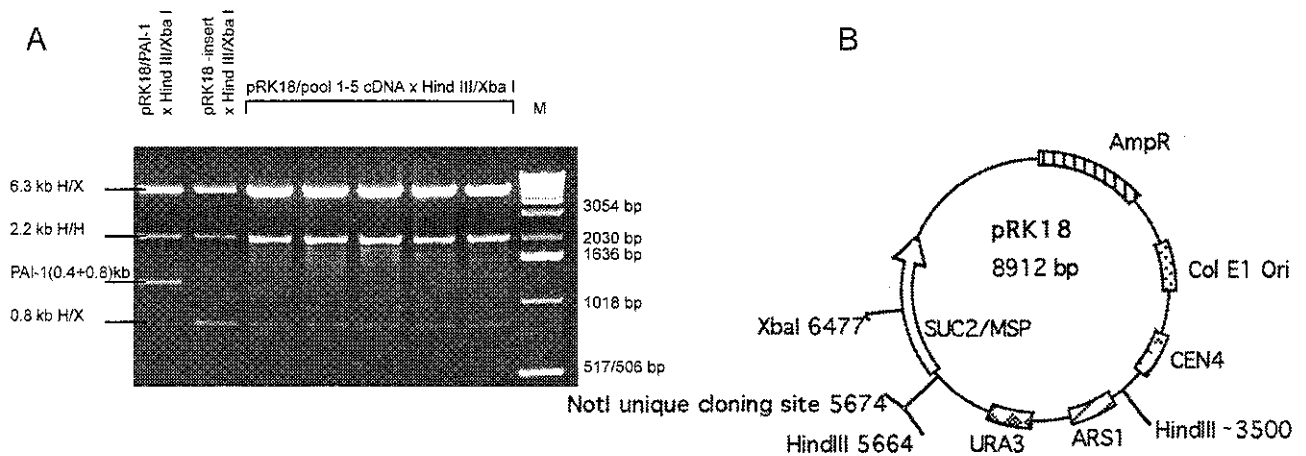 A
pRK18/PAI-1
x Hind III/Xba I
pRK18 -insert
x Hind III/Xba I
pRK18/pool 1-5 cDNA x Hind III/Xba I
M
6.3 kb H/X
2.2 kb H/H
PAI-1(0.4+0.8)kb
0.8 kb H/X
3054 bp
2030 bp
1636 bp
1018 bp
517/506 bp
B
AmpR
pRK18
8912 bp
Col E1 Ori
XbaI 6477
SUC2/MSP
CEN4
NotI unique cloning site 5674
HindIII 5664
URA3
ARS1
HindIII ~3500